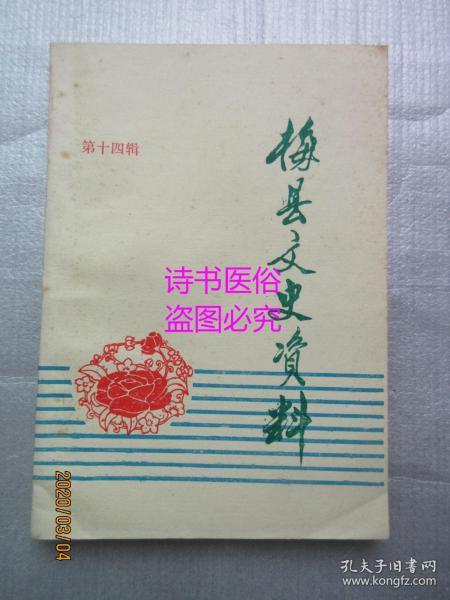 第十四辑
梅县文史資料
诗书医俗
盗图必究
2020/03/04
孔夫子旧书网
www.kongfz.com